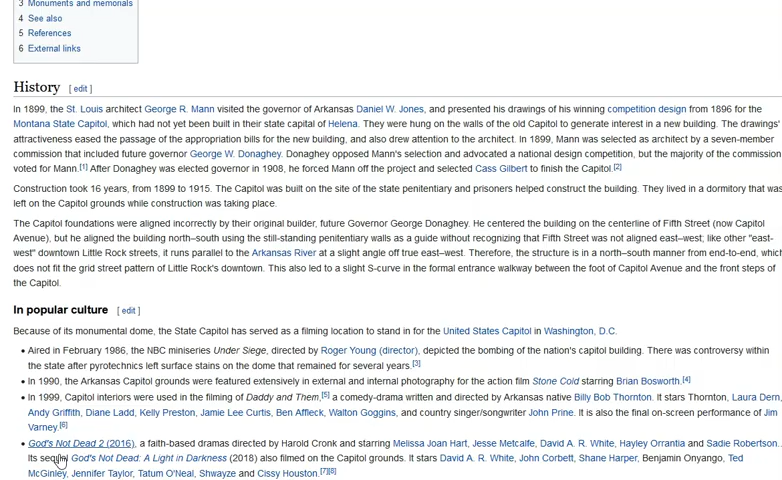 3 Monuments and memorials
4 See also
5 References
6 External links
History [ edit ]
In 1899, the St. Louis architect George R. Mann visited the governor of Arkansas Daniel W. Jones, and presented his drawings of his winning competition design from 1896 for the
Montana State Capitol, which had not yet been built in their state capital of Helena. They were hung on the walls of the old Capitol to generate interest in a new building. The drawings'
attractiveness eased the passage of the appropriation bills for the new building, and also drew attention to the architect. In 1899, Mann was selected as architect by a seven-member
commission that included future governor George W. Donaghey. Donaghey opposed Mann's selection and advocated a national design competition, but the majority of the commission
voted for Mann.[1] After Donaghey was elected governor in 1908, he forced Mann off the project and selected Cass Gilbert to finish the Capitol.[2]
Construction took 16 years, from 1899 to 1915. The Capitol was built on the site of the state penitentiary and prisoners helped construct the building. They lived in a dormitory that was
left on the Capitol grounds while construction was taking place.
The Capitol foundations were aligned incorrectly by their original builder, future Governor George Donaghey. He centered the building on the centerline of Fifth Street (now Capitol
Avenue), but he aligned the building north–south using the still-standing penitentiary walls as a guide without recognizing that Fifth Street was not aligned east–west; like other "east-
west" downtown Little Rock streets, it runs parallel to the Arkansas River at a slight angle off true east–west. Therefore, the structure is in a north–south manner from end-to-end, which
does not fit the grid street pattern of Little Rock's downtown. This also led to a slight S-curve in the formal entrance walkway between the foot of Capitol Avenue and the front steps of
the Capitol.
In popular culture [ edit ]
Because of its monumental dome, the State Capitol has served as a filming location to stand in for the United States Capitol in Washington, D.C.
• Aired in February 1986, the NBC miniseries Under Siege, directed by Roger Young (director), depicted the bombing of the nation's capitol building. There was controversy within
the state after pyrotechnics left surface stains on the dome that remained for several years.[3]
• In 1990, the Arkansas Capitol grounds were featured extensively in external and internal photography for the action film Stone Cold starring Brian Bosworth.[4]
• In 1999, Capitol interiors were used in the filming of Daddy and Them,[5] a comedy-drama written and directed by Arkansas native Billy Bob Thornton. It stars Thornton, Laura Dern,
Andy Griffith, Diane Ladd, Kelly Preston, Jamie Lee Curtis, Ben Affleck, Walton Goggins, and country singer/songwriter John Prine. It is also the final on-screen performance of Jim
Varney.[6]
• God's Not Dead 2 (2016), a faith-based dramas directed by Harold Cronk and starring Melissa Joan Hart, Jesse Metcalfe, David A. R. White, Hayley Orrantia and Sadie Robertson.
Its sequel God's Not Dead: A Light in Darkness (2018) also filmed on the Capitol grounds. It stars David A. R. White, John Corbett, Shane Harper, Benjamin Onyango, Ted
McGinley, Jennifer Taylor, Tatum O'Neal, Shwayze and Cissy Houston.[7][8]